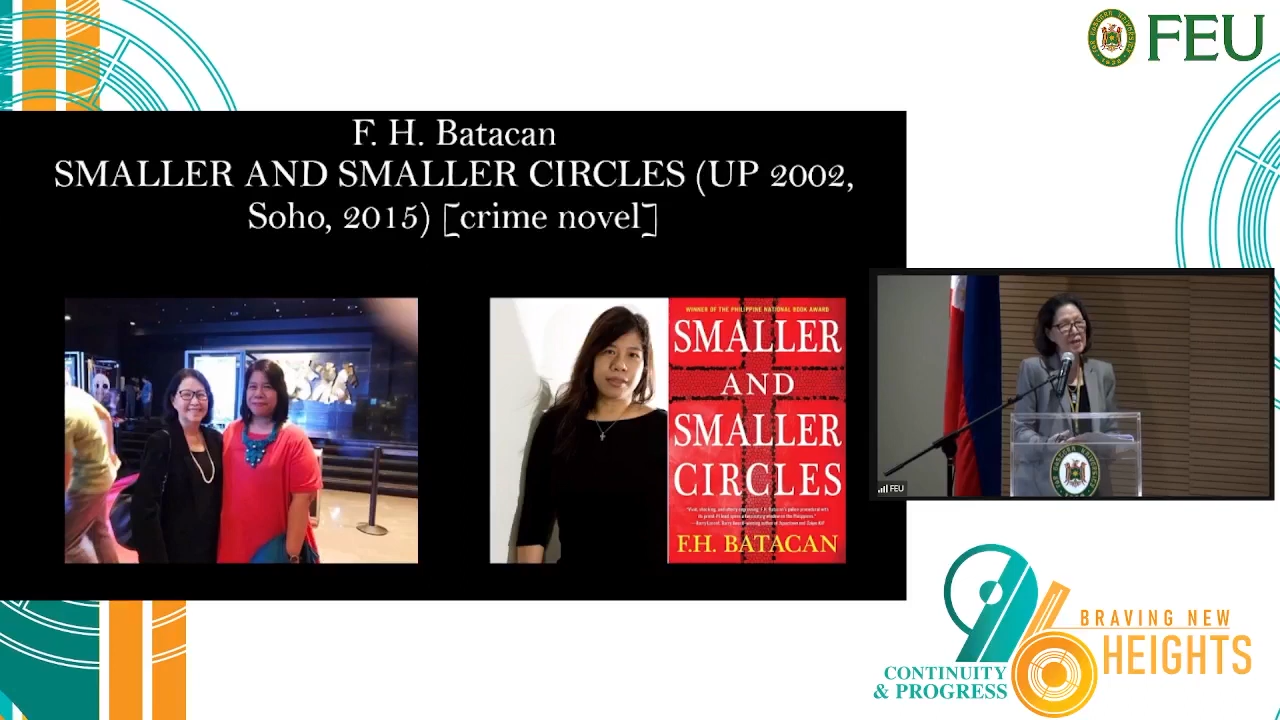 FEU
F. H. Batacan
SMALLER AND SMALLER CIRCLES (UP 2002,
Soho, 2015) [crime novel]
WINNER OF THE PHILIPPINE NATIONAL BOOK AWARD
SMALLER
AND
SMALLER
CIRCLES
F.H. BATACAN
FEU
96
BRAVING NEW
HEIGHTS
CONTINUITY
& PROGRESS